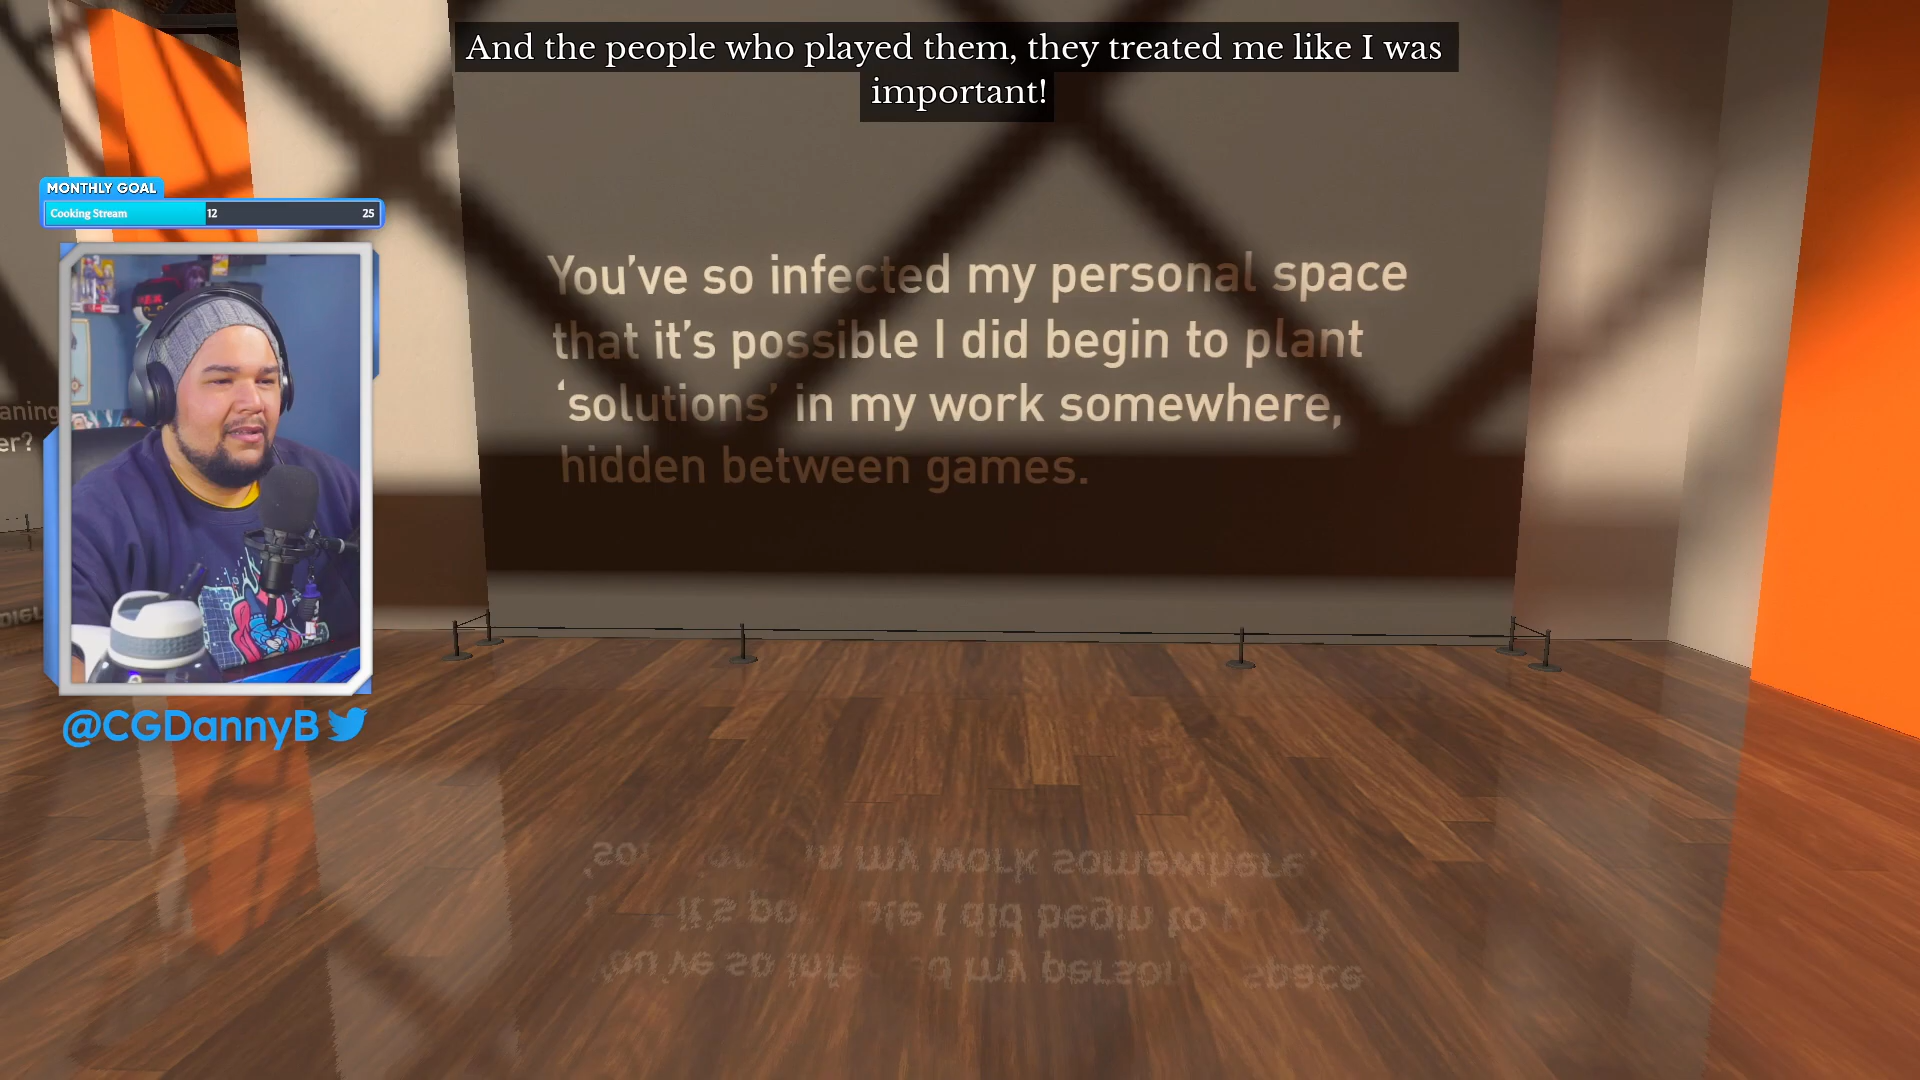 And the people who played them, they treated me like I was
important!
MONTHLY GOAL
Cooking Stream 12 25
You've so infected my personal space
that it's possible I did begin to plant
'solutions' in my work somewhere,
hidden between games.
aning
er?
@CGDannyB